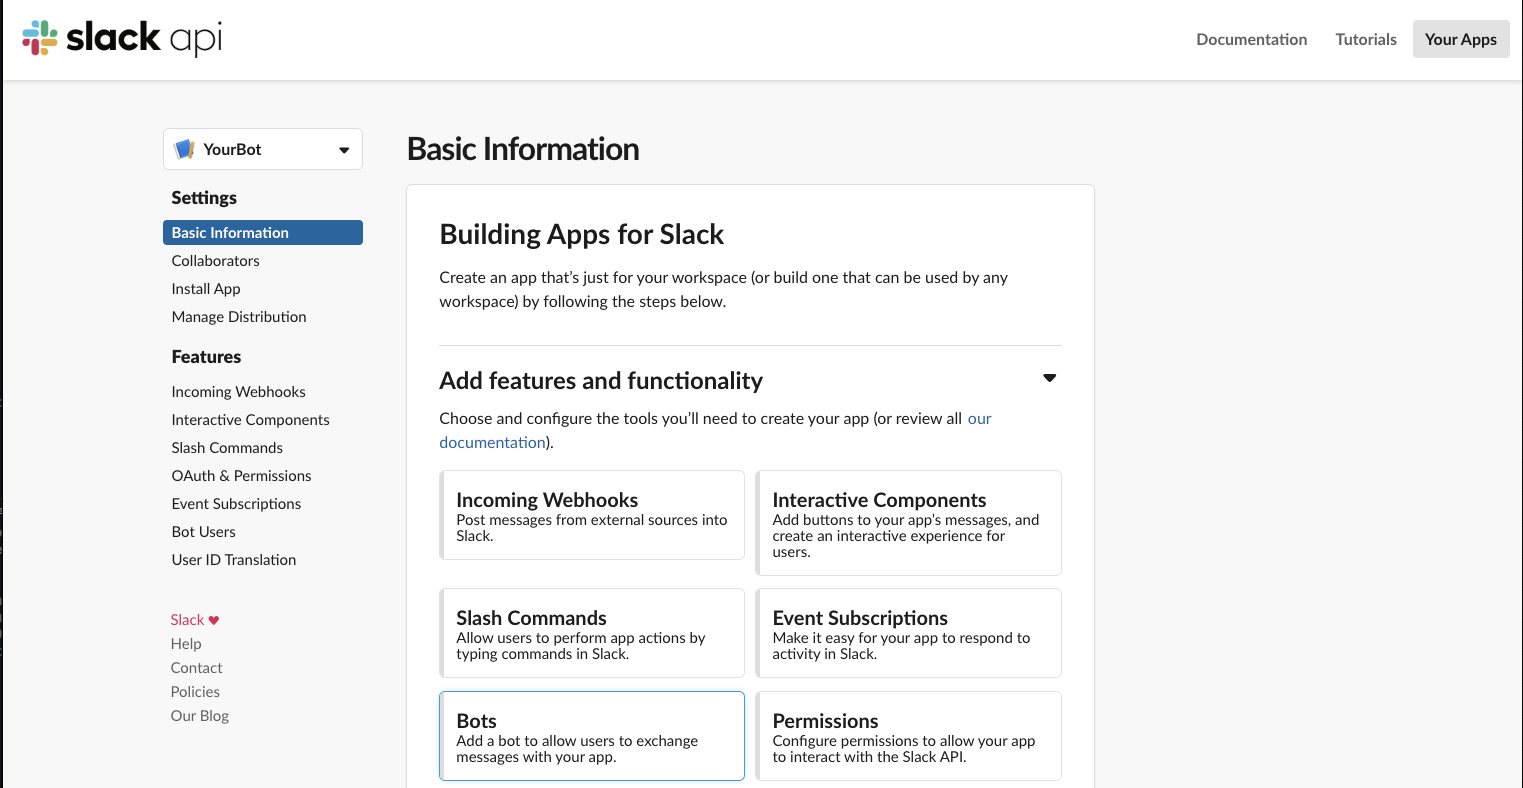 slack api
Documentation
Tutorials
Your Apps
YourBot
Settings
Basic Information
Collaborators
Install App
Manage Distribution
Features
Incoming Webhooks
Interactive Components
Slash Commands
OAuth & Permissions
Event Subscriptions
Bot Users
User ID Translation
Slack ♥
Help
Contact
Policies
Our Blog
Basic Information
Building Apps for Slack
Create an app that’s just for your workspace (or build one that can be used by any
workspace) by following the steps below.
Add features and functionality
Choose and configure the tools you’ll need to create your app (or review all our
documentation).
Incoming Webhooks
Post messages from external sources into
Slack.
Interactive Components
Add buttons to your app’s messages, and
create an interactive experience for
users.
Slash Commands
Allow users to perform app actions by
typing commands in Slack.
Event Subscriptions
Make it easy for your app to respond to
activity in Slack.
Bots
Add a bot to allow users to exchange
messages with your app.
Permissions
Configure permissions to allow your app
to interact with the Slack API.